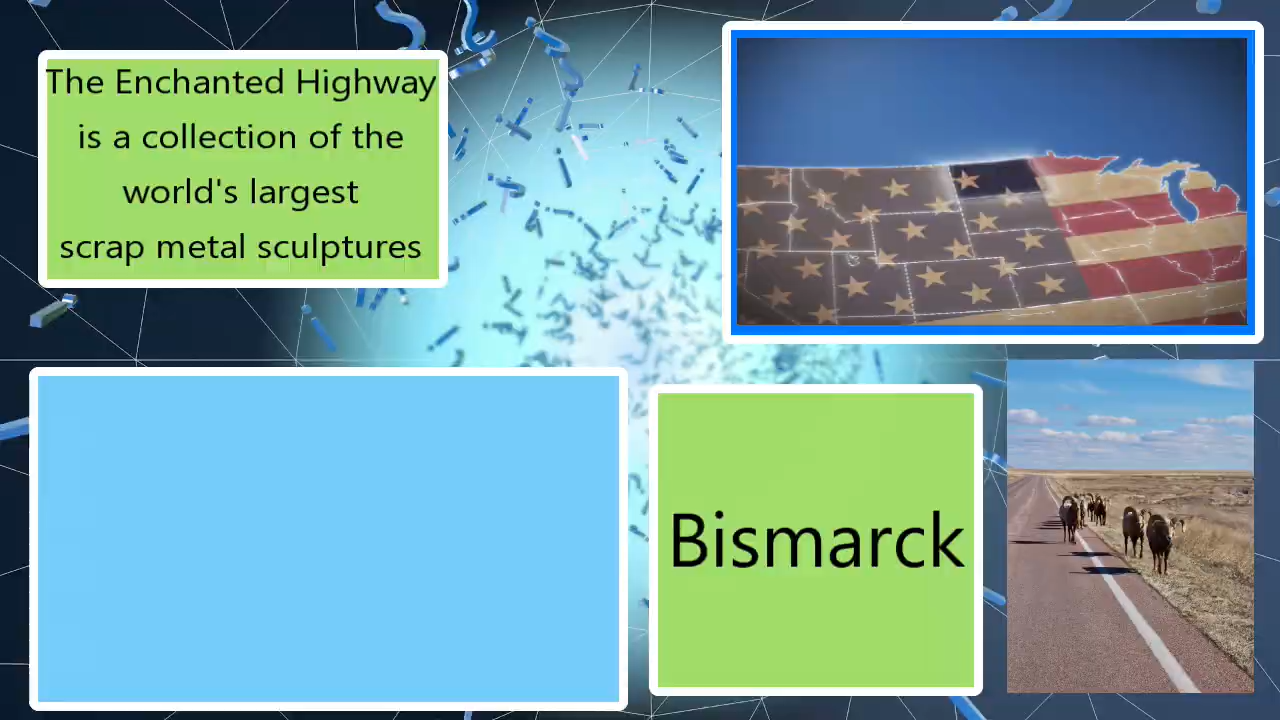 The Enchanted Highway
is a collection of the
world's largest
scrap metal sculptures
Bismarck